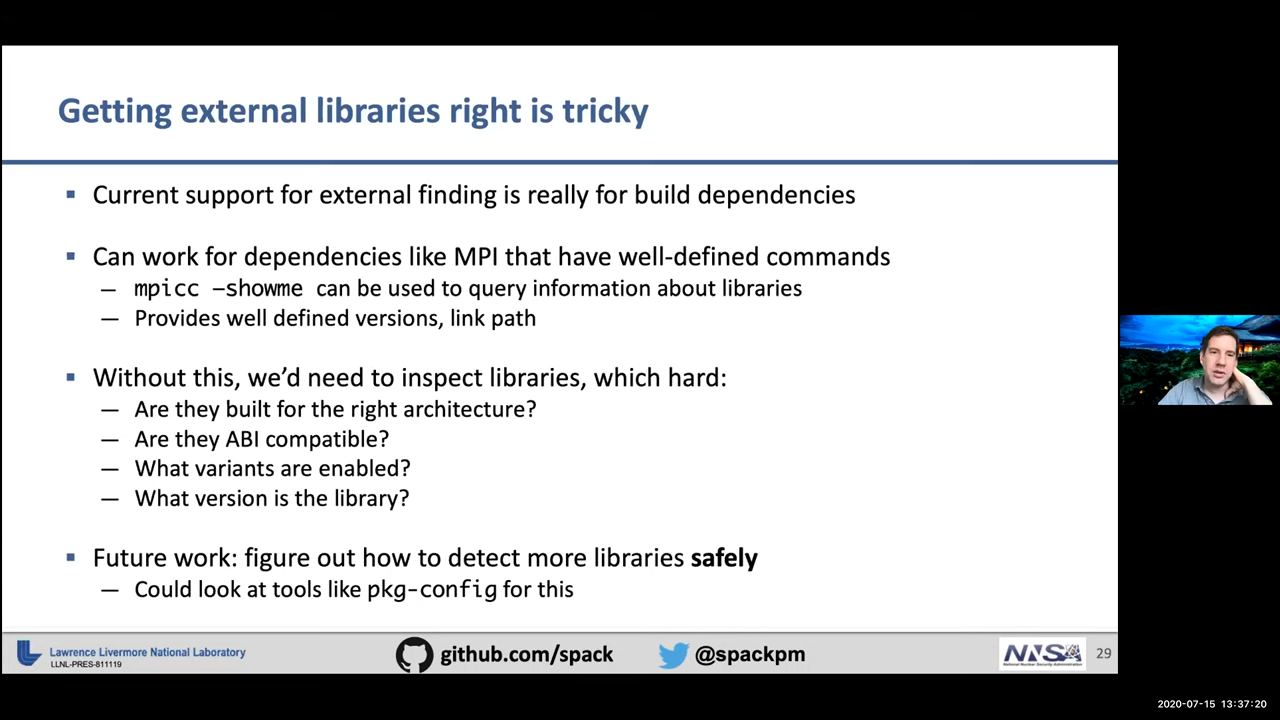 Getting external libraries right is tricky
Current support for external finding is really for build dependencies
Can work for dependencies like MPI that have well-defined commands
— mpicc –showme can be used to query information about libraries
— Provides well defined versions, link path
Without this, we’d need to inspect libraries, which hard:
— Are they built for the right architecture?
— Are they ABI compatible?
— What variants are enabled?
— What version is the library?
Future work: figure out how to detect more libraries safely
— Could look at tools like pkg-config for this
Lawrence Livermore National Laboratory
LLNL-PRES-811119
github.com/spack
@spackpm
NNSA
National Nuclear Security Administration
29
2020-07-15 13:37:20